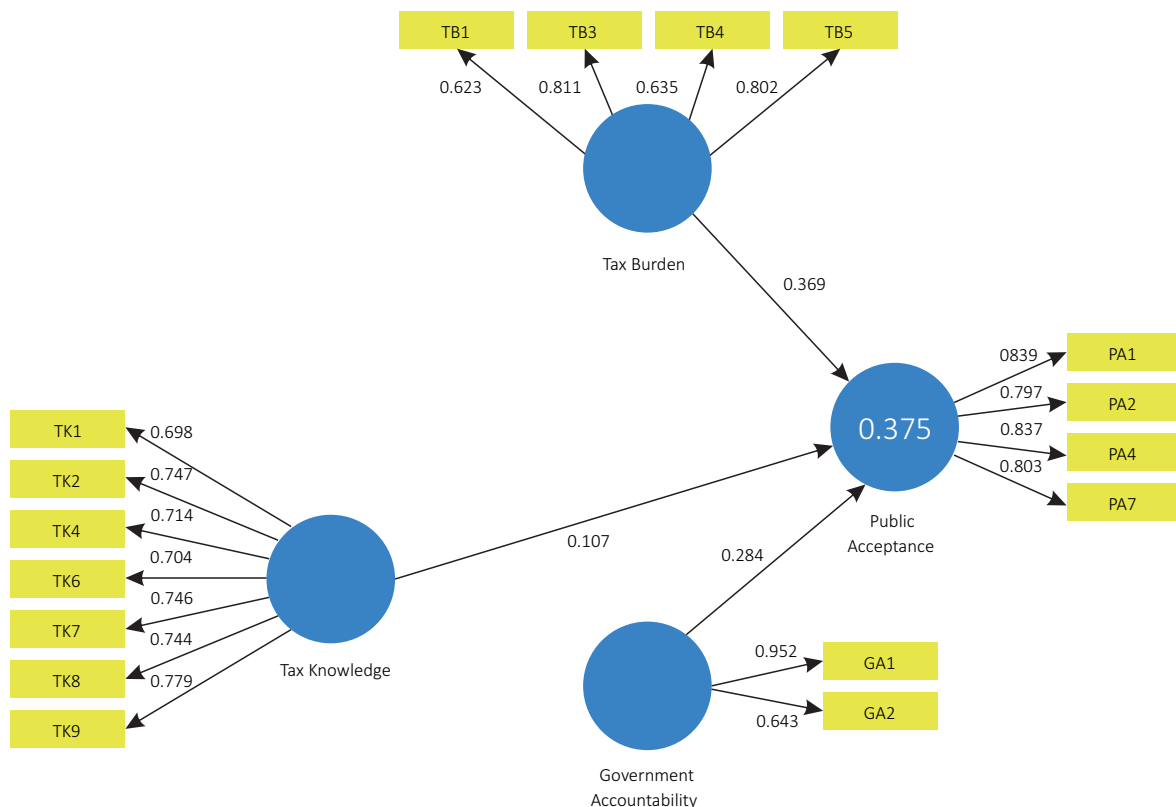 TB1
TB3
TB4
TB5
0.623
0.811
0.635
0.802
Tax Burden
0.369
0839
PA1
0.797
PA2
0.375
0.837
PA4
0.803
PA7
Public
Acceptance
TK1
0.698
TK2
0.747
TK4
0.714
TK6
0.704
TK7
0.746
TK8
0.744
TK9
0.779
Tax Knowledge
0.107
0.284
0.952
GA1
0.643
GA2
Government
Accountability